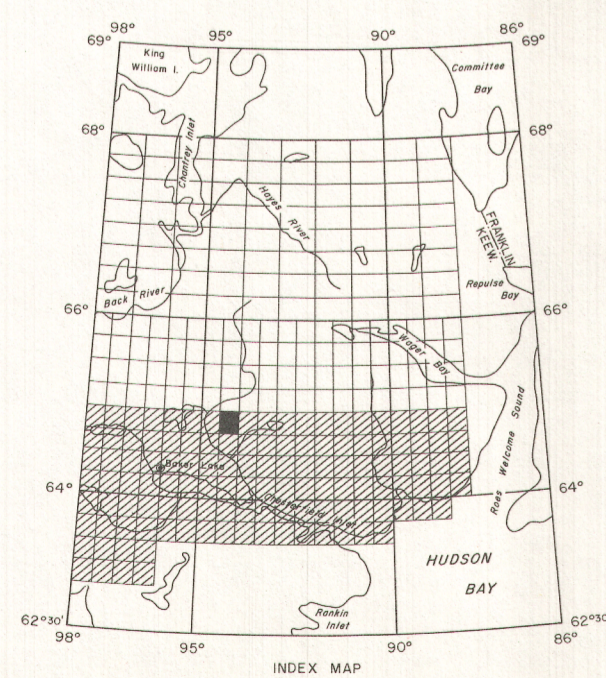 98°
95°
90°
86°
69°
69°
King
William I.
Committee
Bay
68°
68°
Chantrey Inlet
Hayes River
FRANKLIN
KEEW.
Repulse
Bay
Back River
66°
66°
Wager Bay
Roes Welcome Sound
Baker Lake
64°
64°
Chesterfield Inlet
HUDSON
BAY
Rankin
Inlet
62°30'
62°30'
98°
95°
90°
86°
INDEX MAP